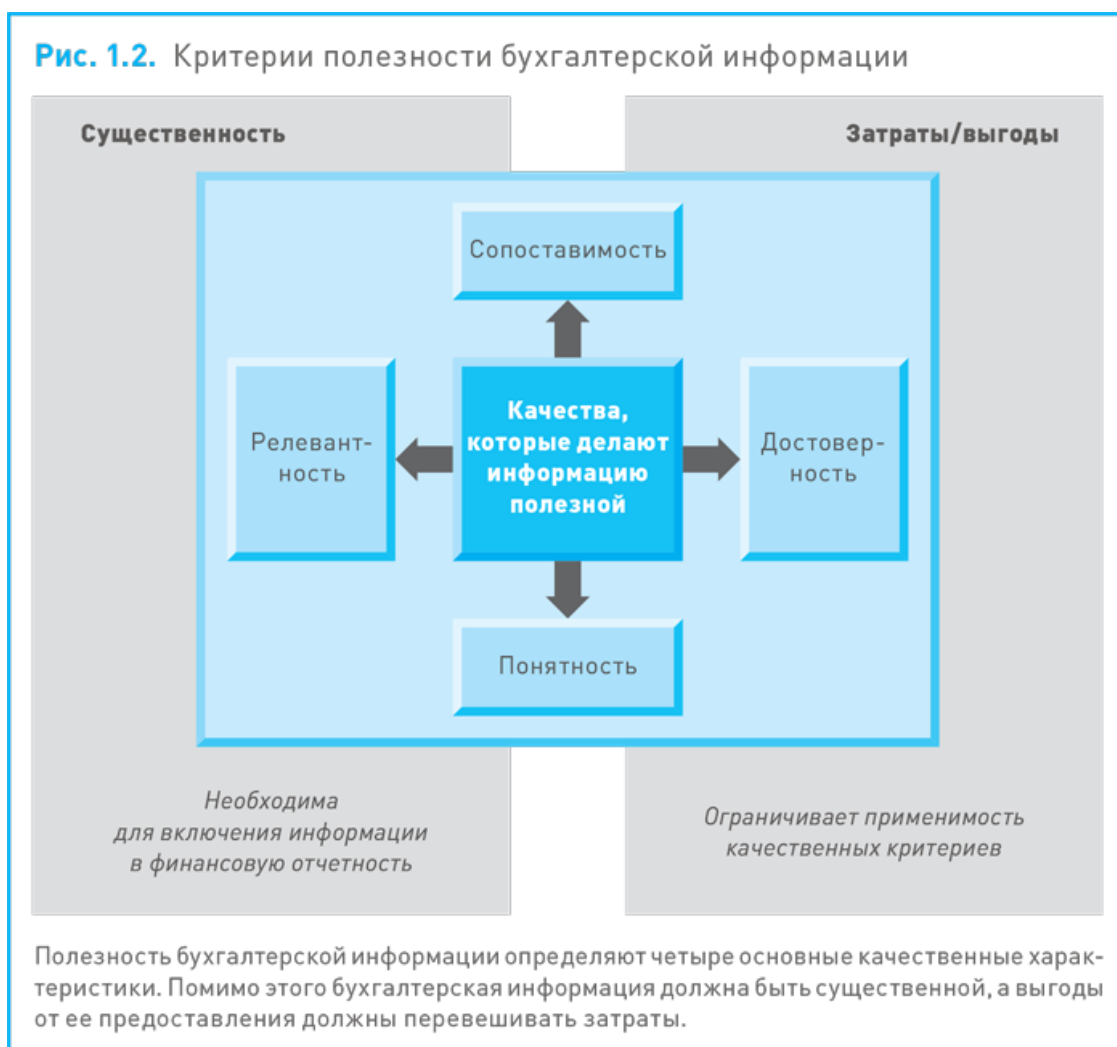 Рис. 1.2. Критерии полезности бухгалтерской информации
Существенность
Затраты/выгоды
Сопоставимость
Релевант-
ность
Качества,
которые делают
информацию
полезной
Достовер-
ность
Понятность
Необходима
для включения информации
в финансовую отчетность
Ограничивает применимость
качественных критериев
Полезность бухгалтерской информации определяют четыре основные качественные харак-
теристики. Помимо этого бухгалтерская информация должна быть существенной, а выгоды
от ее предоставления должны перевешивать затраты.